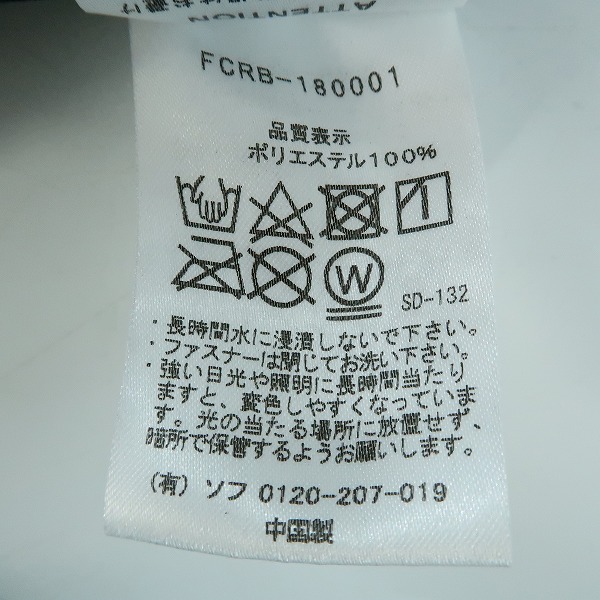 ATTENTION
FCRB-180001
品質表示
ポリエステル100%
W
SD-132
・長時間水に浸漬しないで下さい。
・ファスナーは閉じてお洗い下さい。
・強い日光や照明に長時間当たり
ますと、変色しやすくなっていま
す。光の当たる場所に放置せず、
暗所で保管するようお願いします。
(有) ソフ 0120-207-019
中国製